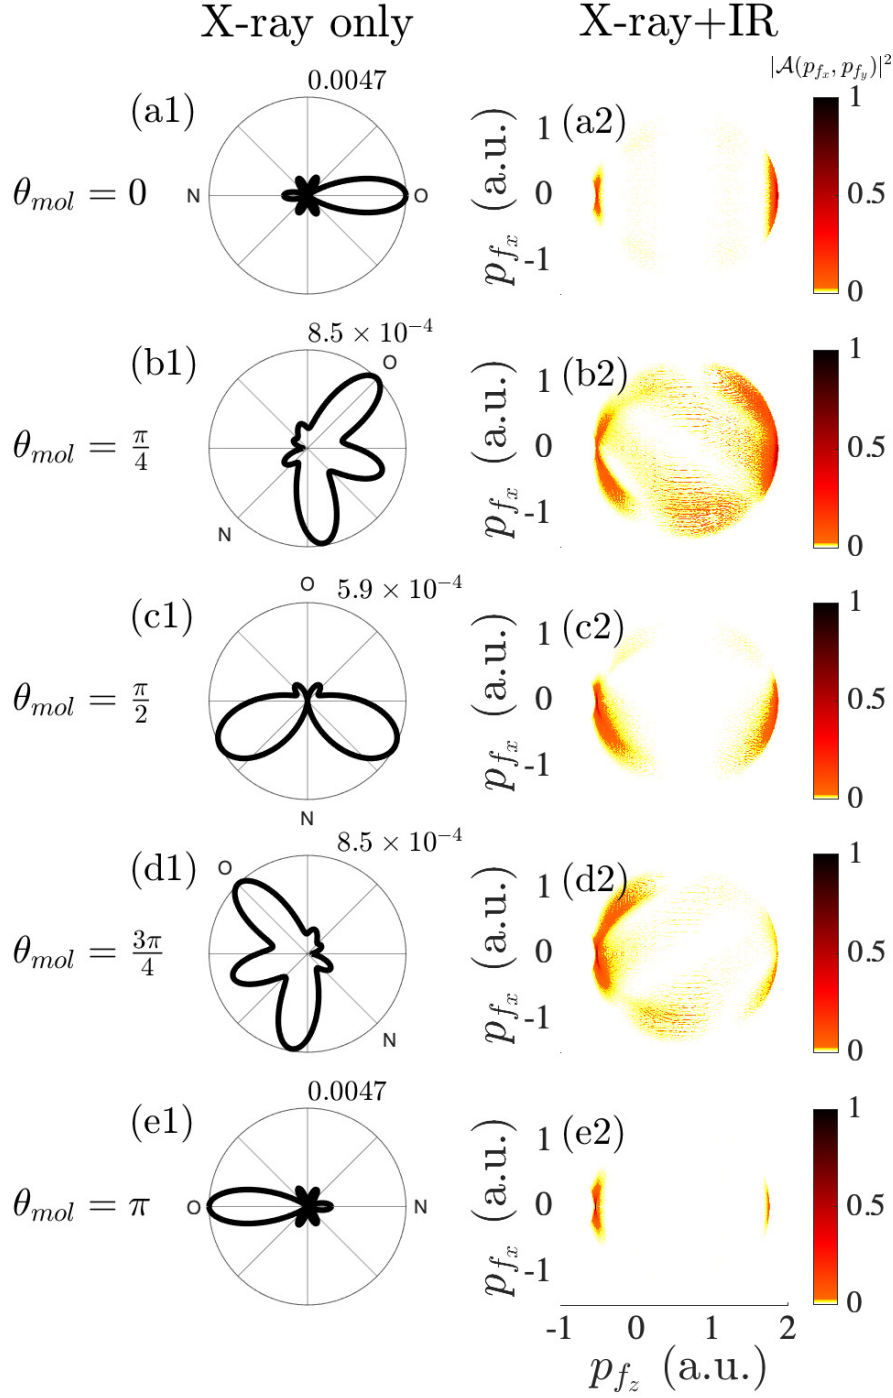 X-ray only
X-ray+IR
|𝒜(p_{f_x}, p_{f_y})|²
(a1)
0.0047
θ_{mol} = 0
N
O
(a2)
p_{f_x} (a.u.)
1
0
-1
1
0.5
0
(b1)
8.5 × 10⁻⁴
θ_{mol} = π/4
O
N
(b2)
p_{f_x} (a.u.)
1
0
-1
1
0.5
0
(c1)
5.9 × 10⁻⁴
θ_{mol} = π/2
O
N
(c2)
p_{f_x} (a.u.)
1
0
-1
1
0.5
0
(d1)
8.5 × 10⁻⁴
θ_{mol} = 3π/4
O
N
(d2)
p_{f_x} (a.u.)
1
0
-1
1
0.5
0
(e1)
0.0047
θ_{mol} = π
O
N
(e2)
p_{f_x} (a.u.)
1
0
-1
1
0.5
0
-1 0 1 2
p_{f_z} (a.u.)